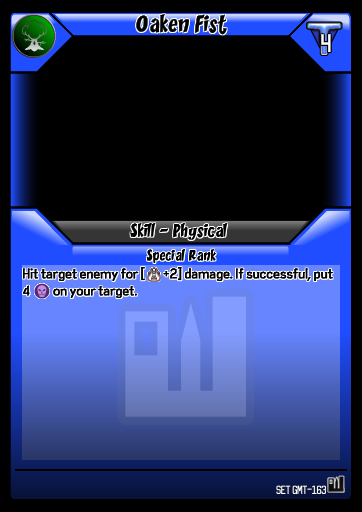 Oaken Fist
4
Skill - Physical
Special Rank
Hit target enemy for [ +2] damage. If successful, put
4 on your target.
SET GMT-163